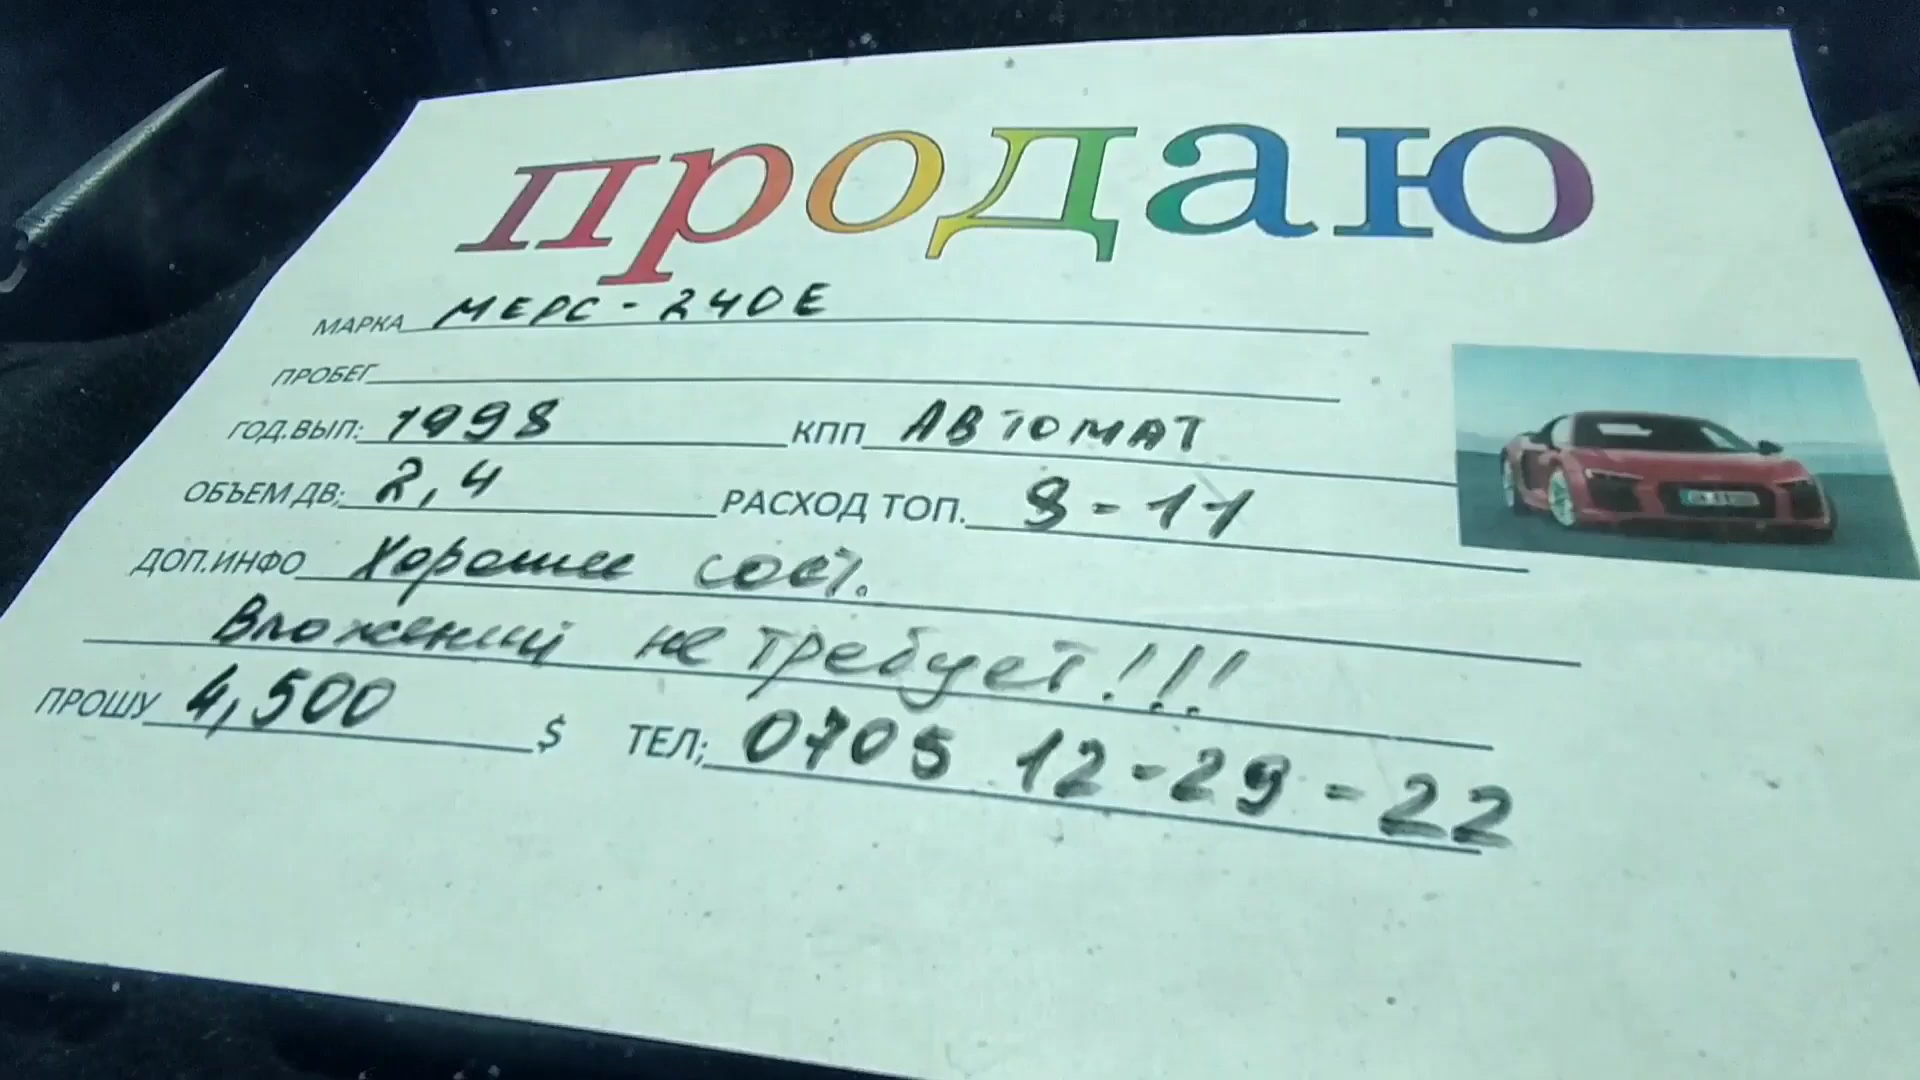 продаю
МАРКА МЕРС - 240Е
ПРОБЕГ
ГОД.ВЫП: 1998 КПП АВТОМАТ
ОБЪЕМ ДВ; 2,4 РАСХОД ТОП. 8-11
ДОП.ИНФО Хорошее сост.
Вложений не требует!!!
ПРОШУ 4,500 $ ТЕЛ; 0705 12-29-22